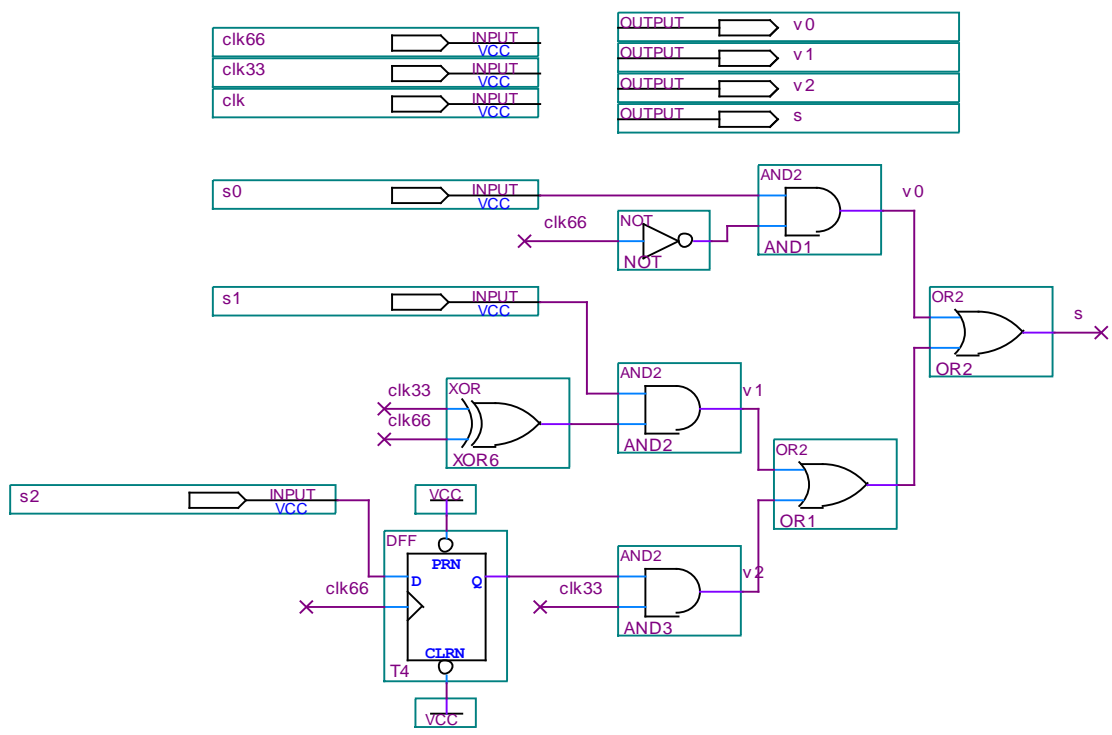 clk66 INPUT VCC
clk33 INPUT VCC
clk INPUT VCC
OUTPUT v0
OUTPUT v1
OUTPUT v2
OUTPUT s
s0 INPUT VCC
AND2
v0
AND1
clk66
NOT
NOT
s1 INPUT VCC
OR2
s
OR2
clk33
clk66
XOR
XOR6
AND2
v1
AND2
OR2
OR1
s2 INPUT VCC
VCC
DFF
PRN
D Q
clk66
CLRN
T4
VCC
clk33
AND2
v2
AND3